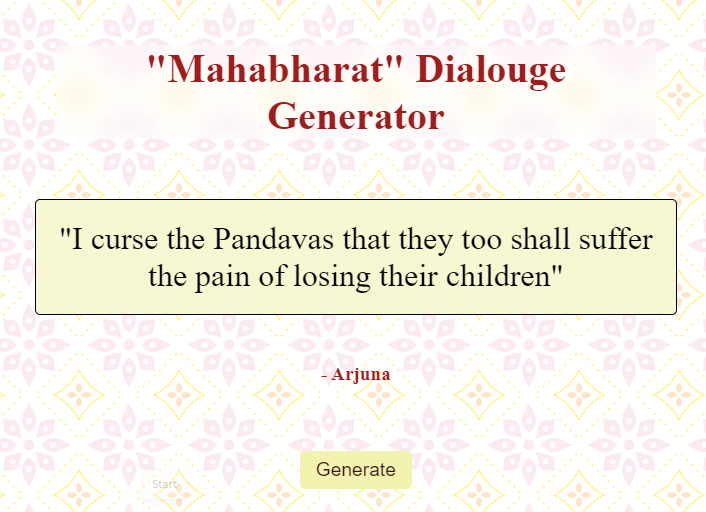 "Mahabharat" Dialouge
Generator
"I curse the Pandavas that they too shall suffer
the pain of losing their children"
- Arjuna
Generate
Start